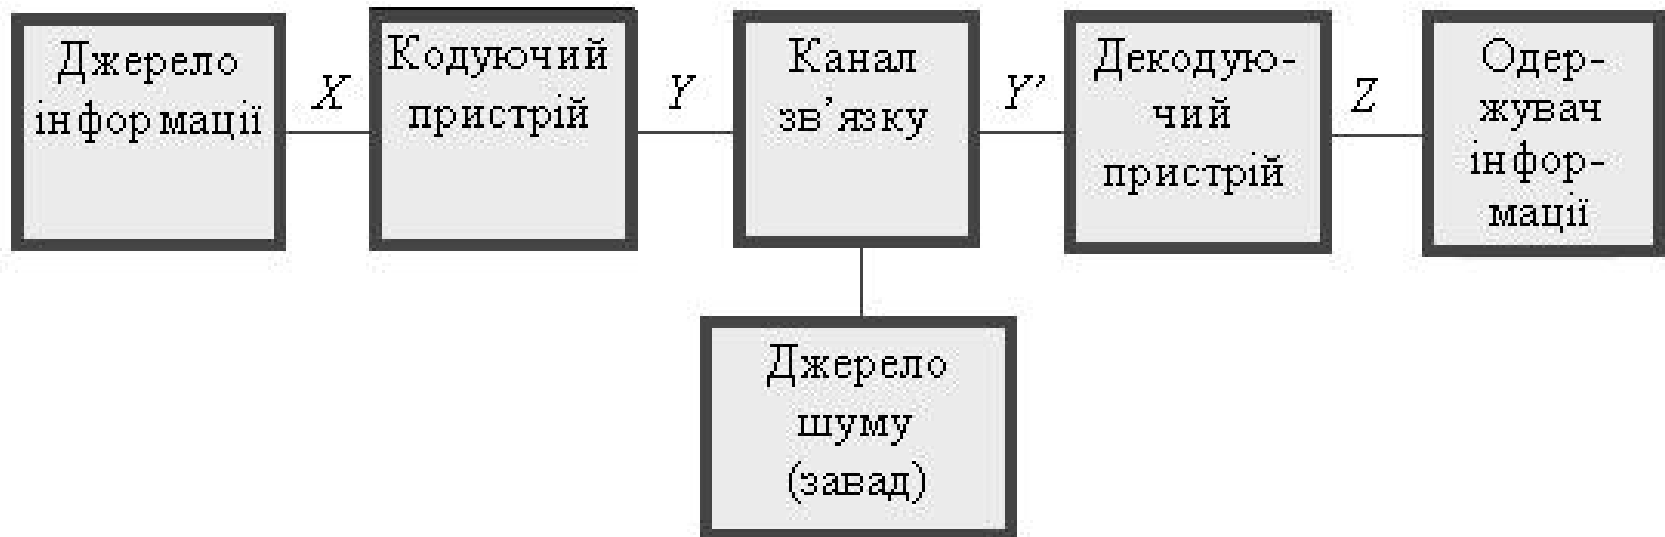 Джерело
інформації
X
Кодуючий
пристрій
Y
Канал
зв'язку
Y'
Декодую-
чий
пристрій
Z
Одер-
жувач
інфор-
мації
Джерело
шуму
(завад)